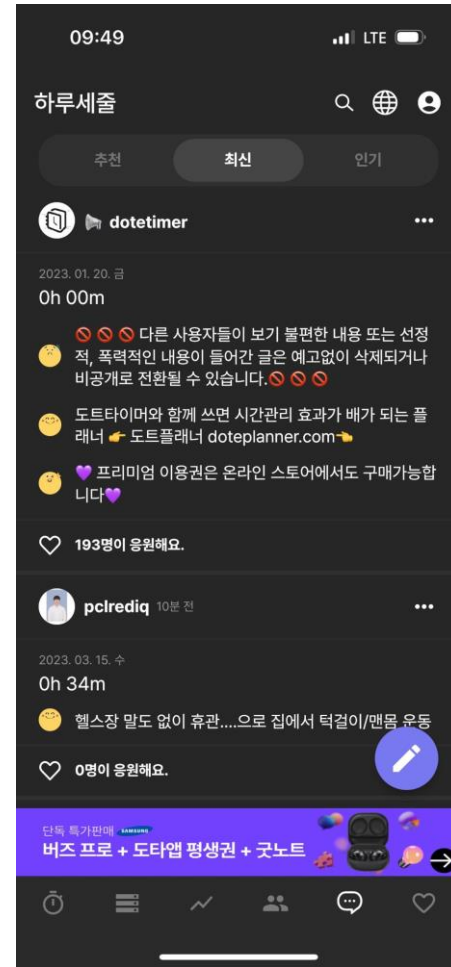 09:49
LTE
하루세줄
추천 최신 인기
dotetimer
2023. 01. 20. 금
0h 00m
🚫🚫🚫 다른 사용자들이 보기 불편한 내용 또는 선정
적, 폭력적인 내용이 들어간 글은 예고없이 삭제되거나
비공개로 전환될 수 있습니다.🚫🚫🚫
도트타이머와 함께 쓰면 시간관리 효과가 배가 되는 플
래너 👉 도트플래너 doteplanner.com👈
💜 프리미엄 이용권은 온라인 스토어에서도 구매가능합
니다💜
193명이 응원해요.
pclrediq 10분 전
2023. 03. 15. 수
0h 34m
헬스장 말도 없이 휴관....으로 집에서 턱걸이/맨몸 운동
0명이 응원해요.
단독 특가판매 SAMSUNG
버즈 프로 + 도타앱 평생권 + 굿노트